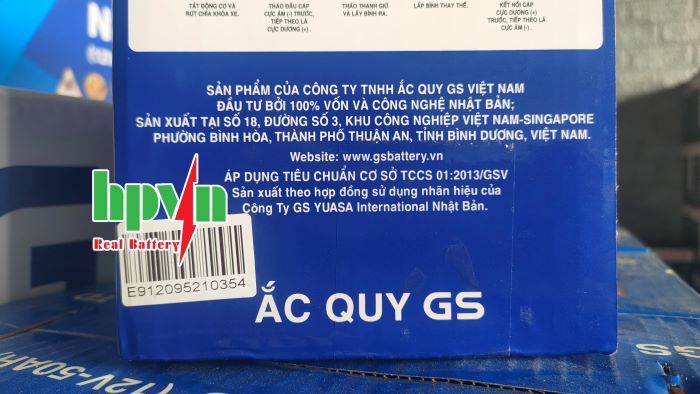 TẮT ĐỘNG CƠ VÀ
RÚT CHÌA KHÓA XE.
THÁO ĐẦU CÁP
CỰC ÂM (-) TRƯỚC,
TIẾP THEO LÀ
CỰC DƯƠNG (+).
THÁO THANH GIỮ
VÀ LẤY BÌNH RA.
LẮP BÌNH THAY THẾ.
KẾT NỐI CÁP
CỰC DƯƠNG (+)
TRƯỚC, TIẾP THEO LÀ
CỰC ÂM (-).
SẢN PHẨM CỦA CÔNG TY TNHH ẮC QUY GS VIỆT NAM
ĐẦU TƯ BỞI 100% VỐN VÀ CÔNG NGHỆ NHẬT BẢN;
SẢN XUẤT TẠI SỐ 18, ĐƯỜNG SỐ 3, KHU CÔNG NGHIỆP VIỆT NAM-SINGAPORE
PHƯỜNG BÌNH HÒA, THÀNH PHỐ THUẬN AN, TỈNH BÌNH DƯƠNG, VIỆT NAM.
Website: www.gsbattery.vn
ÁP DỤNG TIÊU CHUẨN CƠ SỞ TCCS 01:2013/GSV
Sản xuất theo hợp đồng sử dụng nhãn hiệu của
Công Ty GS YUASA International Nhật Bản.
hpvn
Real Battery
E912095210354
ẮC QUY GS
(12V-50AH)